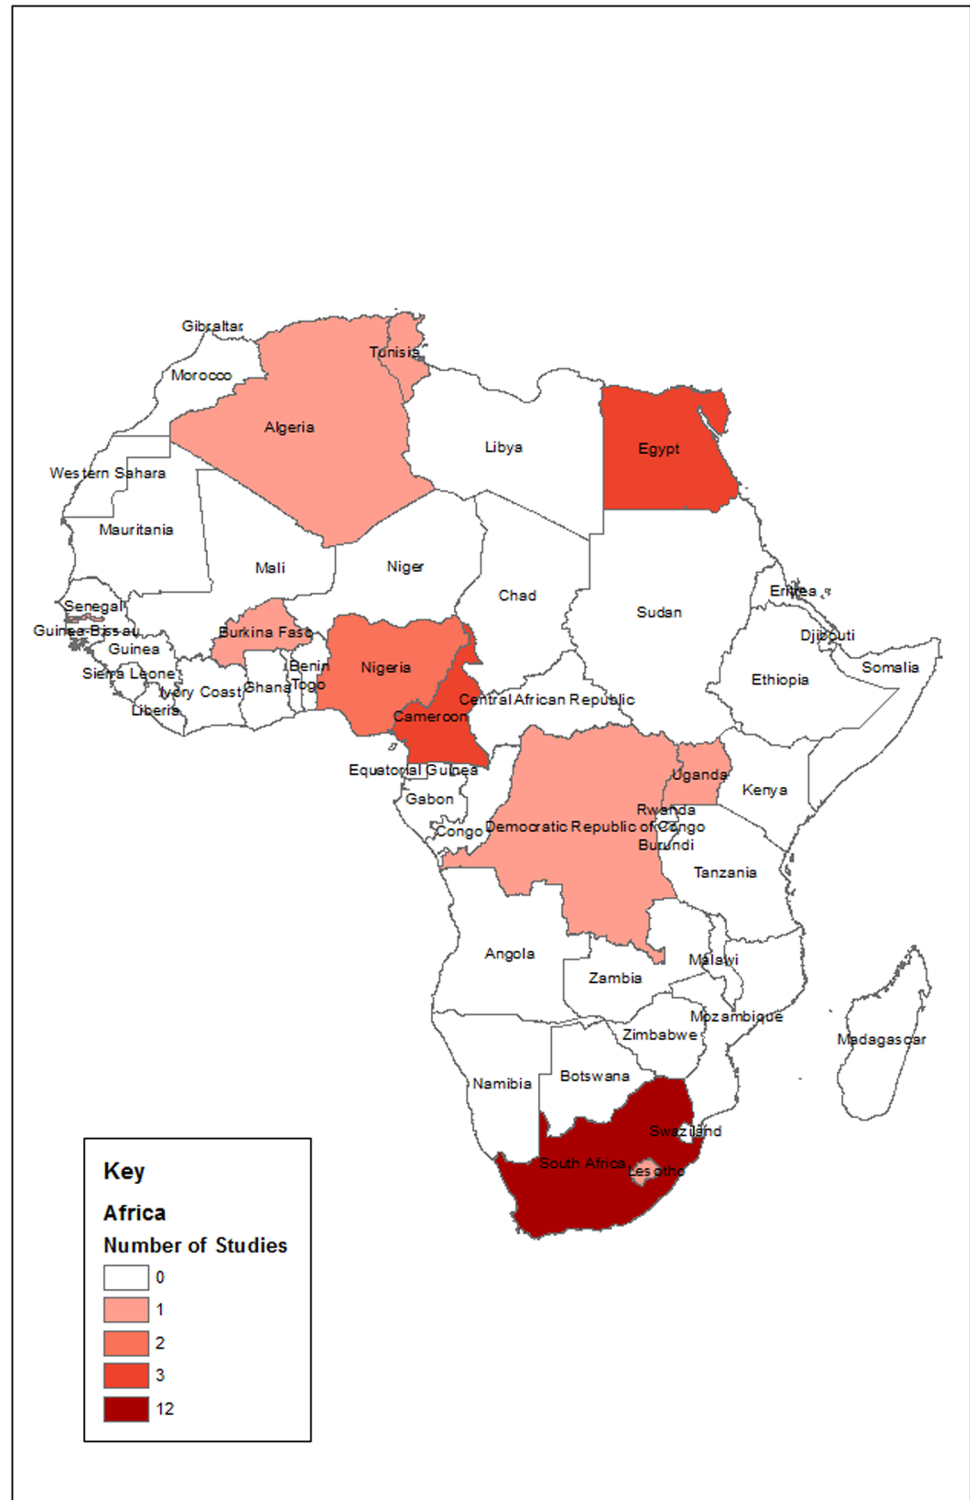 Gibraltar
Tunisia
Morocco
Algeria
Libya
Egypt
Western Sahara
Mauritania
Mali
Niger
Chad
Eritrea
Senegal
Sudan
Guinea-Bissau
Burkina Faso
Djibouti
Guinea
Benin
Nigeria
Somalia
Sierra Leone
Ethiopia
Ivory Coast
Ghana
Togo
Central African Republic
Liberia
Cameroon
Equatorial Guinea
Uganda
Kenya
Gabon
Rwanda
Congo
Democratic Republic of Congo
Burundi
Tanzania
Angola
Malawi
Zambia
Mozambique
Zimbabwe
Madagascar
Botswana
Namibia
Swaziland
South Africa
Lesotho
Key
Africa
Number of Studies
0
1
2
3
12